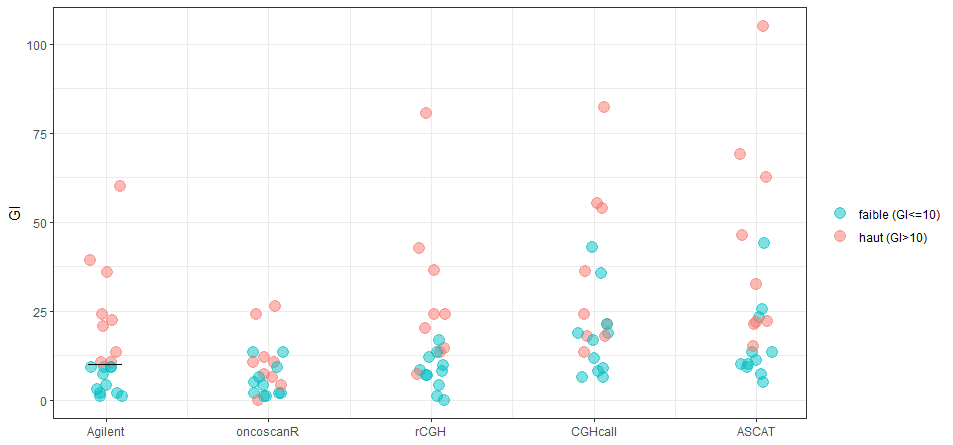 100
75
50
25
0
GI
Agilent oncoscanR rCGH CGHcall ASCAT
faible (GI<=10)
haut (GI>10)